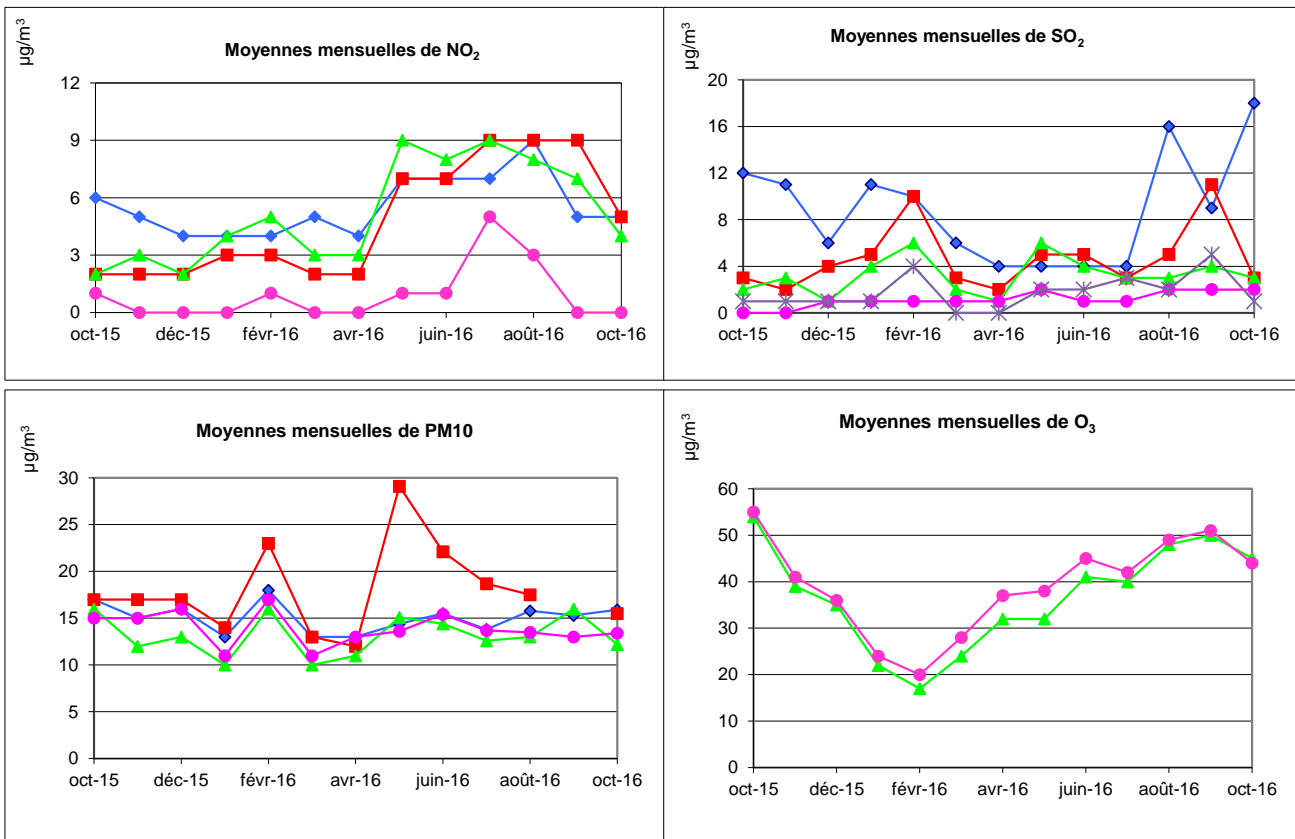 µg/m³
Moyennes mensuelles de NO₂
12
9
6
3
0
oct-15 déc-15 févr-16 avr-16 juin-16 août-16 oct-16
µg/m³
Moyennes mensuelles de SO₂
20
16
12
8
4
0
oct-15 déc-15 févr-16 avr-16 juin-16 août-16 oct-16
µg/m³
Moyennes mensuelles de PM10
30
25
20
15
10
5
0
oct-15 déc-15 févr-16 avr-16 juin-16 août-16 oct-16
µg/m³
Moyennes mensuelles de O₃
60
50
40
30
20
10
0
oct-15 déc-15 févr-16 avr-16 juin-16 août-16 oct-16